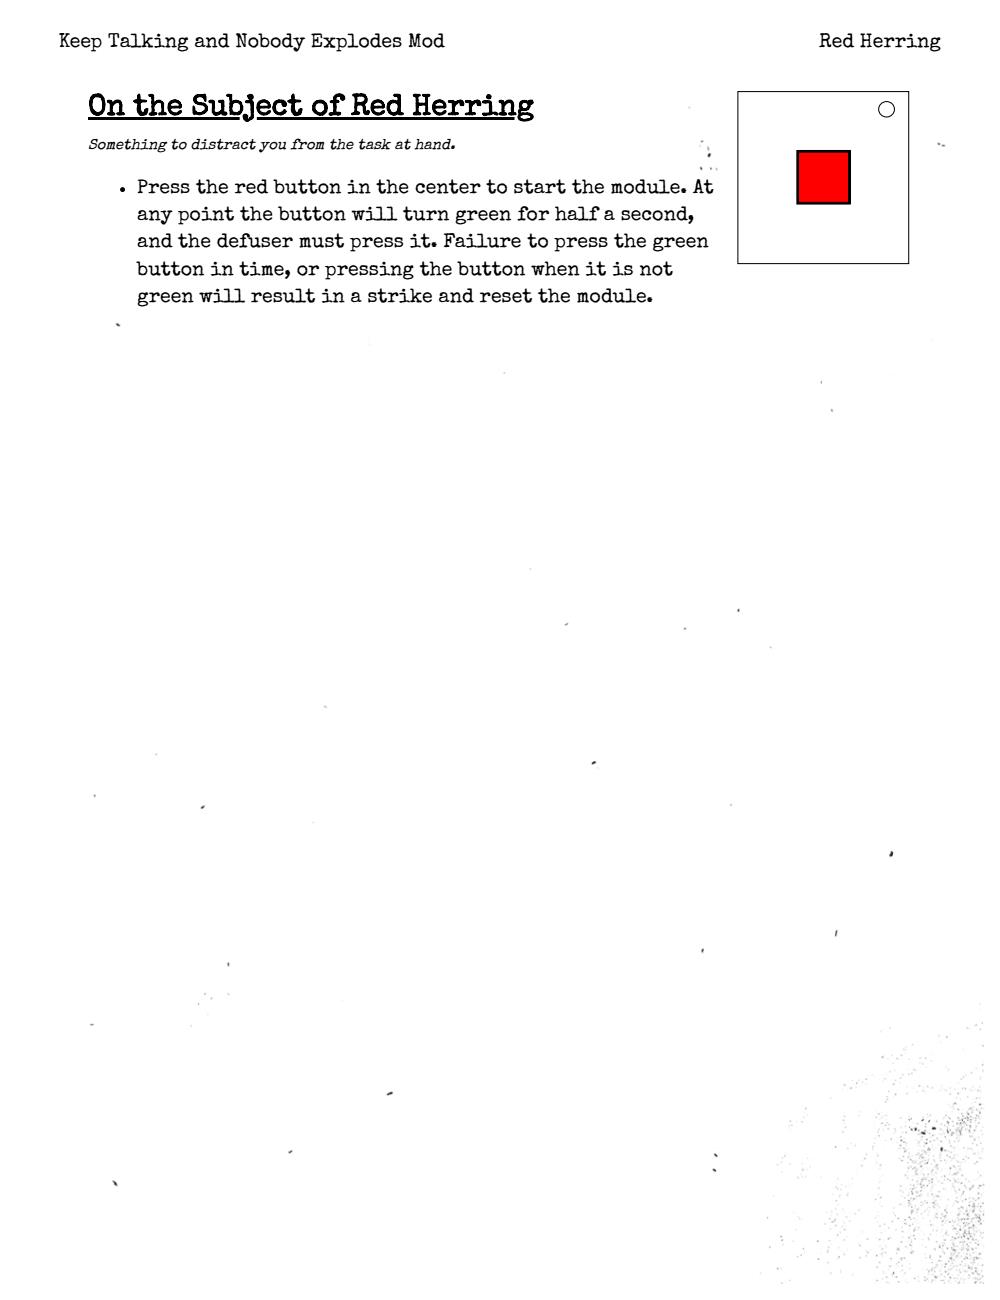 Keep Talking and Nobody Explodes Mod
Red Herring
On the Subject of Red Herring
Something to distract you from the task at hand.
• Press the red button in the center to start the module. At
any point the button will turn green for half a second,
and the defuser must press it. Failure to press the green
button in time, or pressing the button when it is not
green will result in a strike and reset the module.